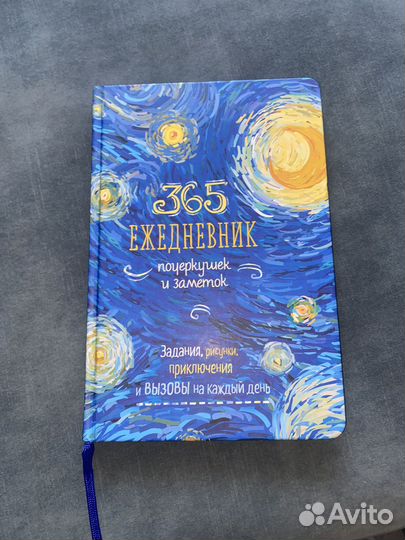 365
ЕЖЕДНЕВНИК
почеркушек
и заметок
Задания, рисунки,
приключения
и ВЫЗОВЫ на каждый день
Avito